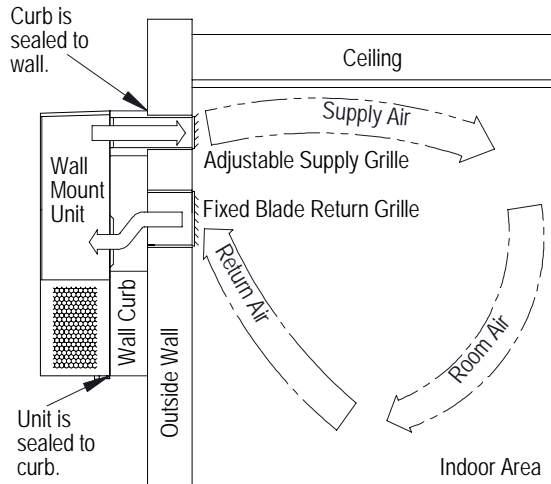 Curb is
sealed to
wall.
Ceiling
Supply Air
Adjustable Supply Grille
Wall
Mount
Unit
Fixed Blade Return Grille
Return Air
Room Air
Wall Curb
Outside Wall
Unit is
sealed to
curb.
Indoor Area